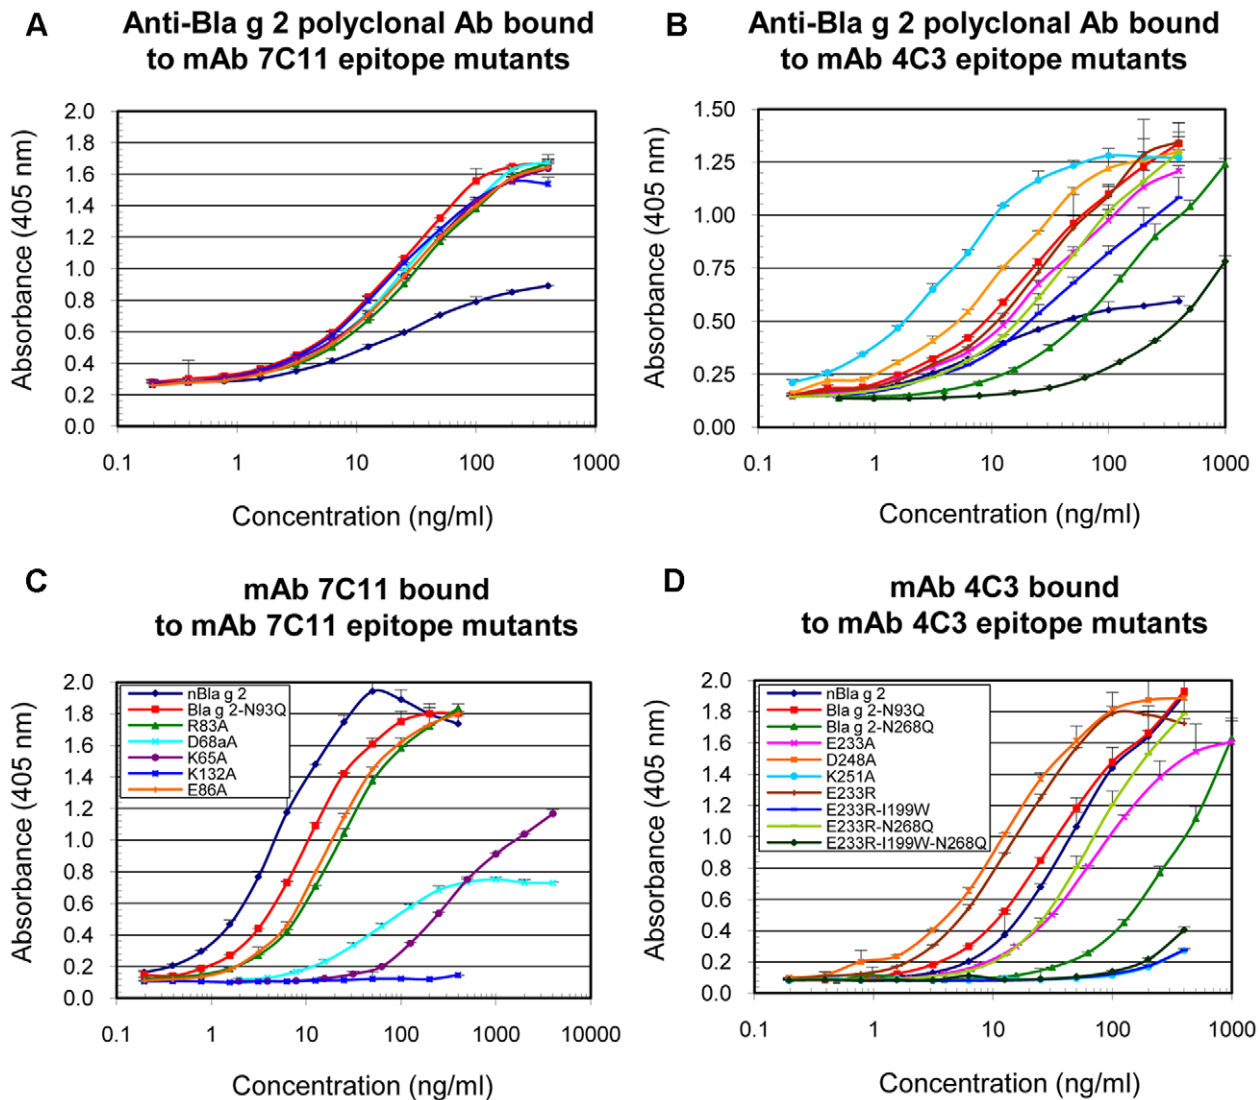 A
Anti-Bla g 2 polyclonal Ab bound
to mAb 7C11 epitope mutants
Absorbance (405 nm)
2.0
1.8
1.6
1.4
1.2
1.0
0.8
0.6
0.4
0.2
0.0
0.1 1 10 100 1000
Concentration (ng/ml)
B
Anti-Bla g 2 polyclonal Ab bound
to mAb 4C3 epitope mutants
Absorbance (405 nm)
1.50
1.25
1.00
0.75
0.50
0.25
0.00
0.1 1 10 100 1000
Concentration (ng/ml)
C
mAb 7C11 bound
to mAb 7C11 epitope mutants
Absorbance (405 nm)
2.0
1.8
1.6
1.4
1.2
1.0
0.8
0.6
0.4
0.2
0.0
nBla g 2
Bla g 2-N93Q
R83A
D68aA
K65A
K132A
E86A
0.1 1 10 100 1000 10000
Concentration (ng/ml)
D
mAb 4C3 bound
to mAb 4C3 epitope mutants
Absorbance (405 nm)
2.0
1.8
1.6
1.4
1.2
1.0
0.8
0.6
0.4
0.2
0.0
nBla g 2
Bla g 2-N93Q
Bla g 2-N268Q
E233A
D248A
K251A
E233R
E233R-I199W
E233R-N268Q
E233R-I199W-N268Q
0.1 1 10 100 1000
Concentration (ng/ml)